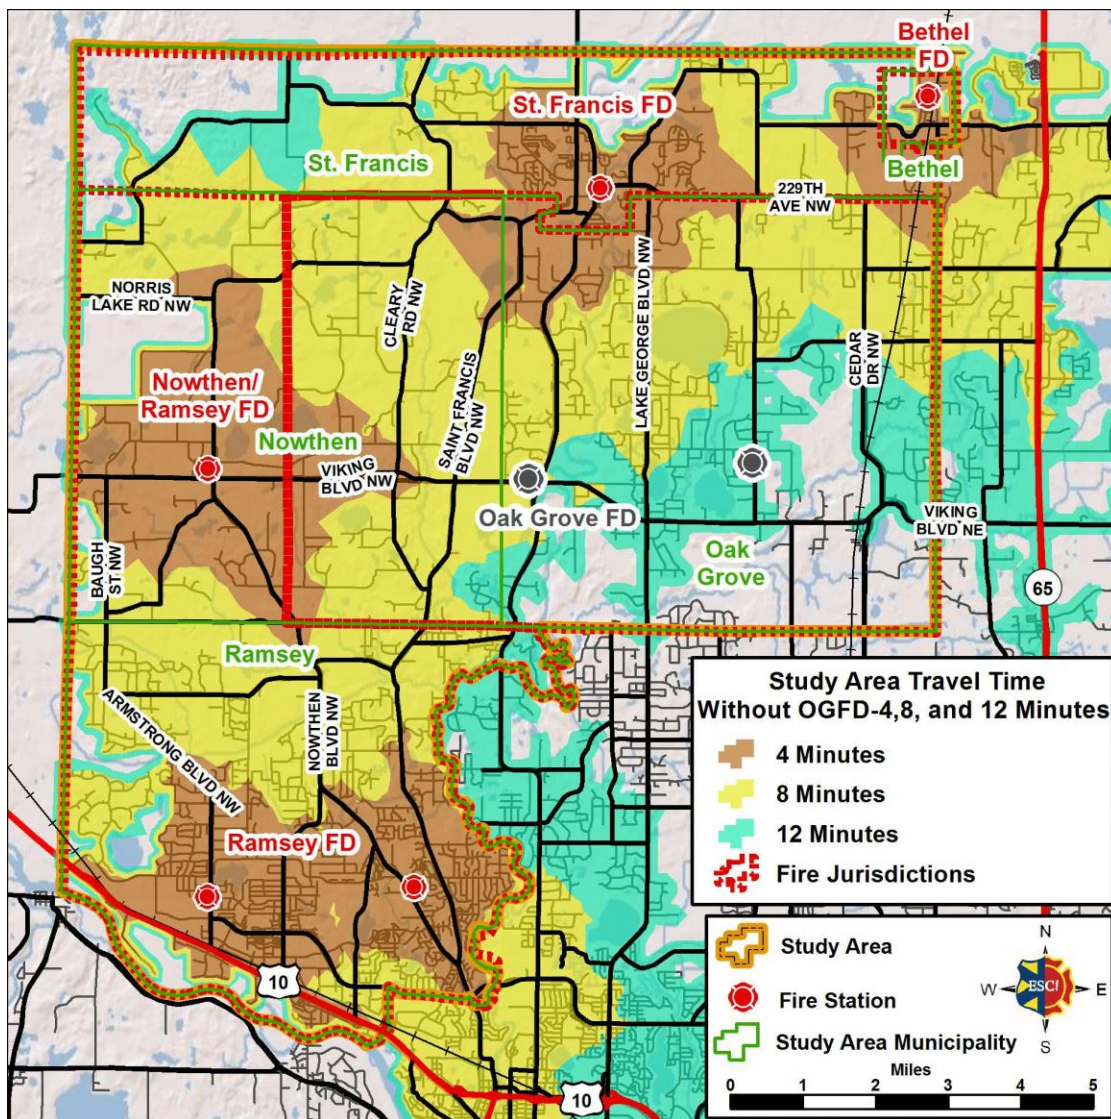 Bethel
FD
St. Francis FD
St. Francis
Bethel
229TH
AVE NW
NORRIS
LAKE RD NW
CLEARY
RD NW
LAKE GEORGE BLVD NW
CEDAR
DR NW
SAINT FRANCIS
BLVD NW
Nowthen/
Ramsey FD
Nowthen
VIKING
BLVD NW
Oak Grove FD
VIKING
BLVD NE
BAUGH
ST NW
Oak
Grove
65
Ramsey
ARMSTRONG BLVD NW
NOWTHEN
BLVD NW
Ramsey FD
10
10
Study Area Travel Time
Without OGFD-4,8, and 12 Minutes
4 Minutes
8 Minutes
12 Minutes
Fire Jurisdictions
Study Area
Fire Station
Study Area Municipality
N
W
ESCI
E
S
Miles
0 1 2 3 4 5